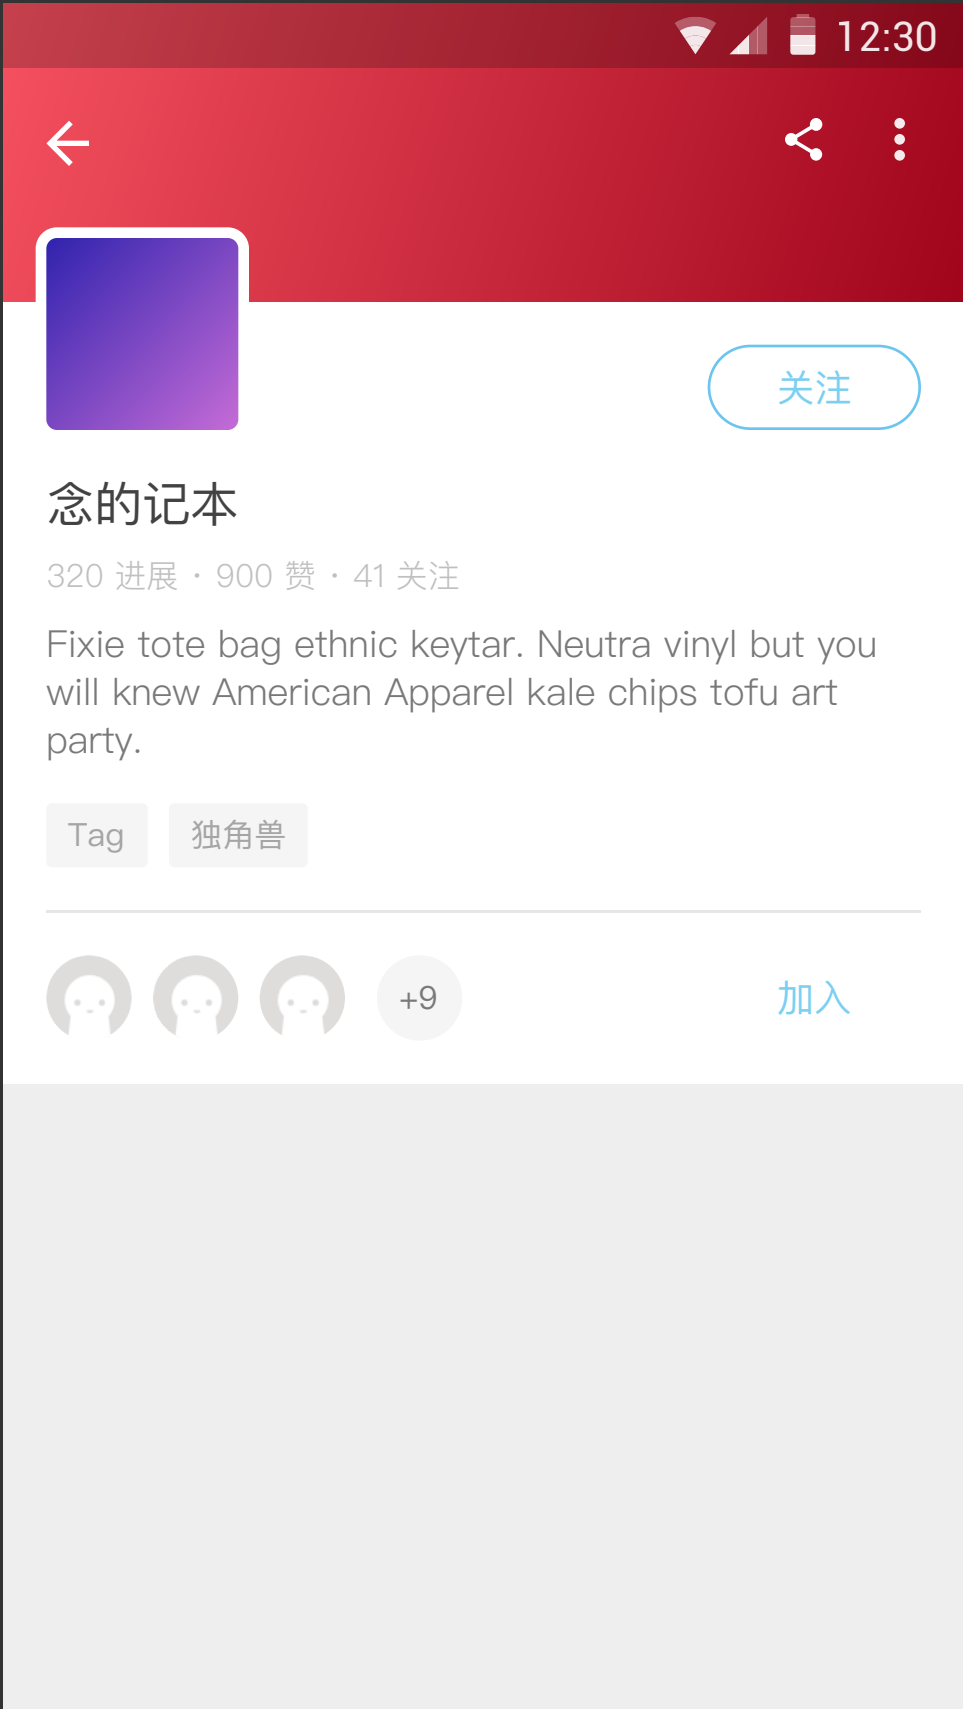 12:30
关注
念的记本
320 进展 · 900 赞 · 41 关注
Fixie tote bag ethnic keytar. Neutra vinyl but you
will knew American Apparel kale chips tofu art
party.
Tag 独角兽
+9 加入